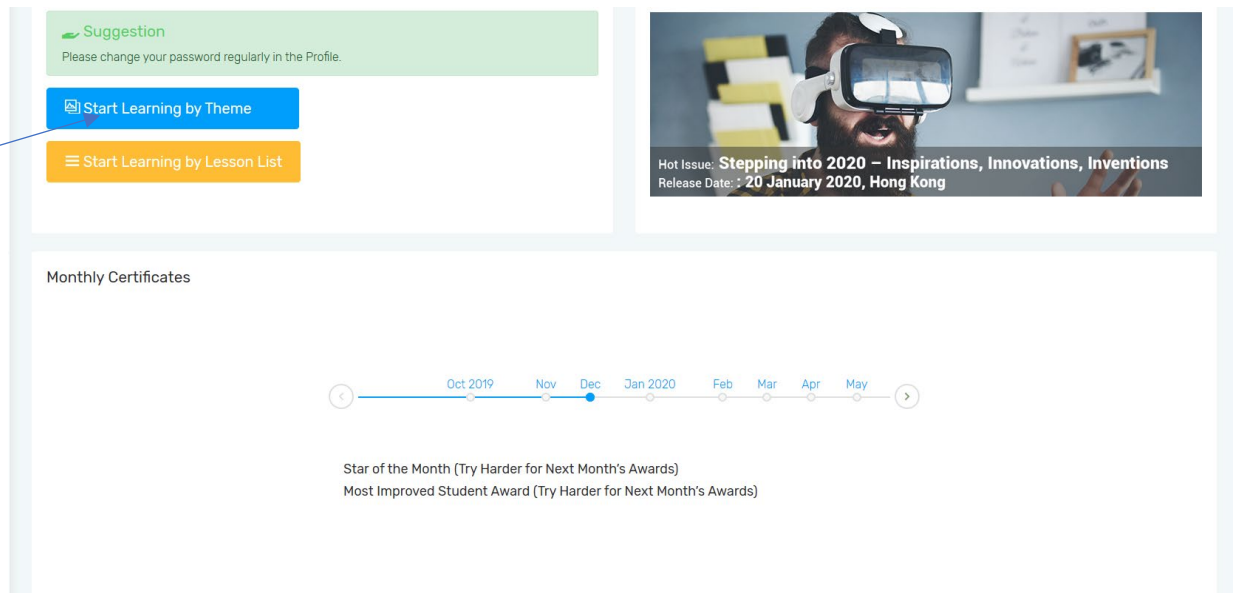 Suggestion
Please change your password regularly in the Profile.
Start Learning by Theme
Start Learning by Lesson List
Hot Issue: Stepping into 2020 – Inspirations, Innovations, Inventions
Release Date: : 20 January 2020, Hong Kong
Monthly Certificates
Oct 2019 Nov Dec Jan 2020 Feb Mar Apr May
Star of the Month (Try Harder for Next Month's Awards)
Most Improved Student Award (Try Harder for Next Month's Awards)